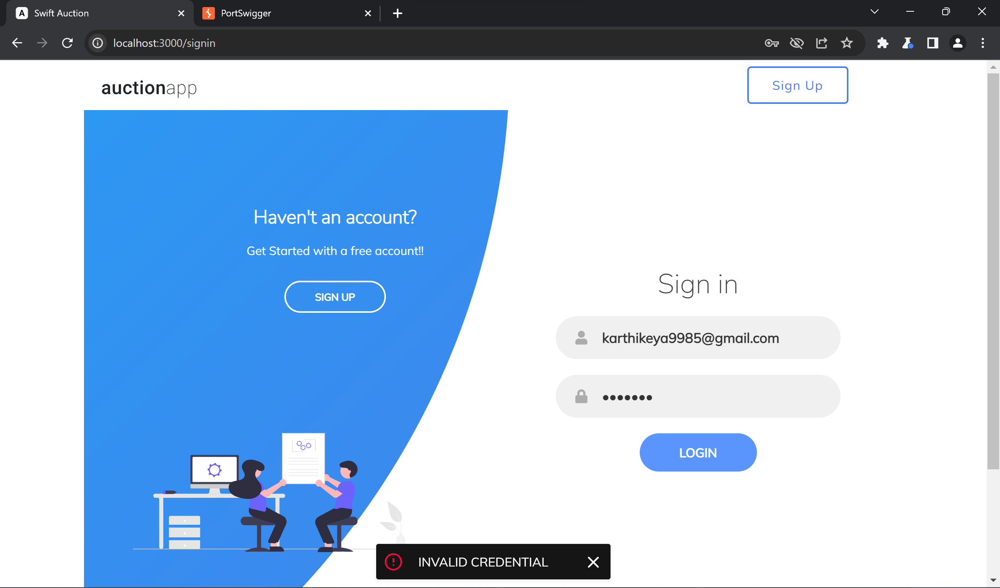 Swift Auction
PortSwigger
localhost:3000/signin
auctionapp
Sign Up
Haven't an account?
Get Started with a free account!!
SIGN UP
Sign in
karthikeya9985@gmail.com
•••••••
LOGIN
INVALID CREDENTIAL